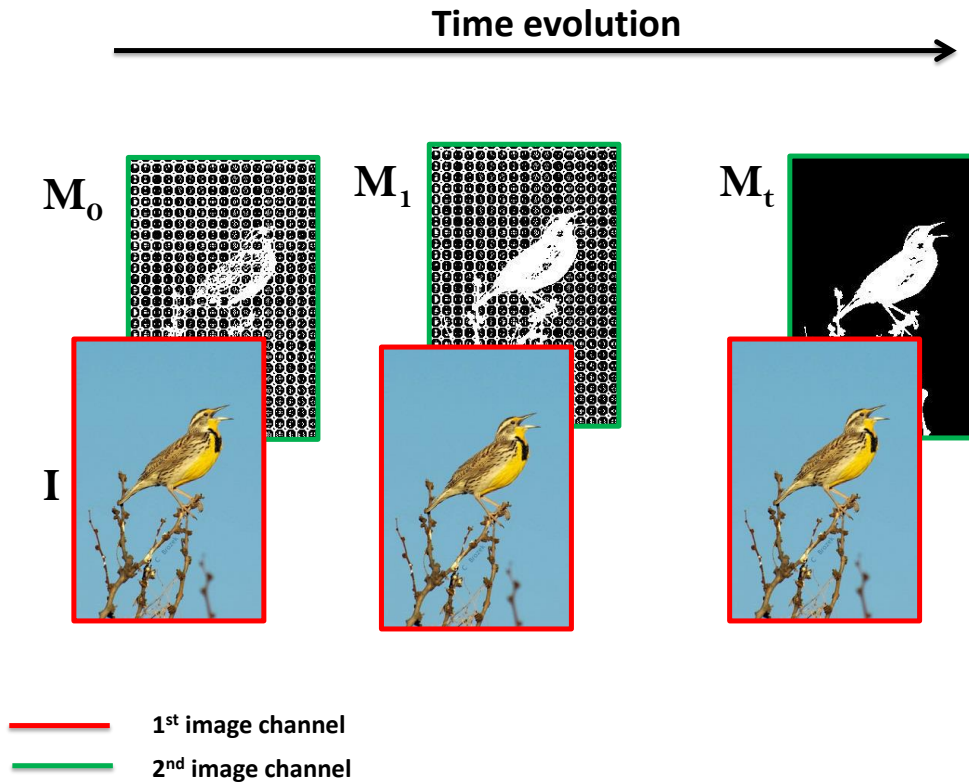 Time evolution
M₀
M₁
Mₜ
I
1st image channel
2nd image channel